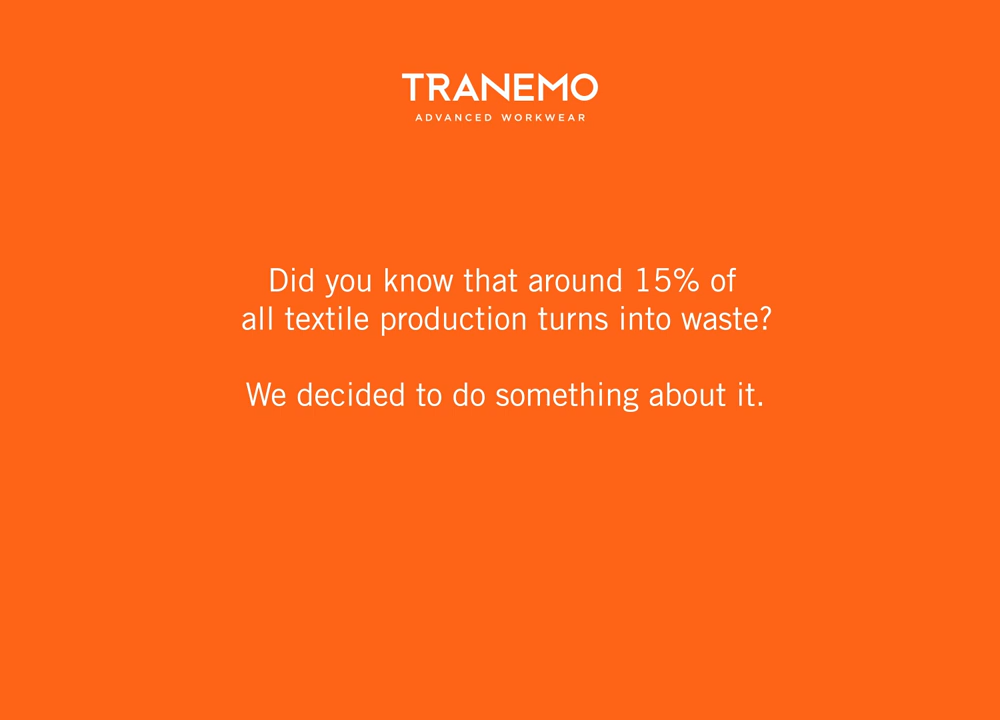 TRANEMO
ADVANCED WORKWEAR
Did you know that around 15% of
all textile production turns into waste?
We decided to do something about it.